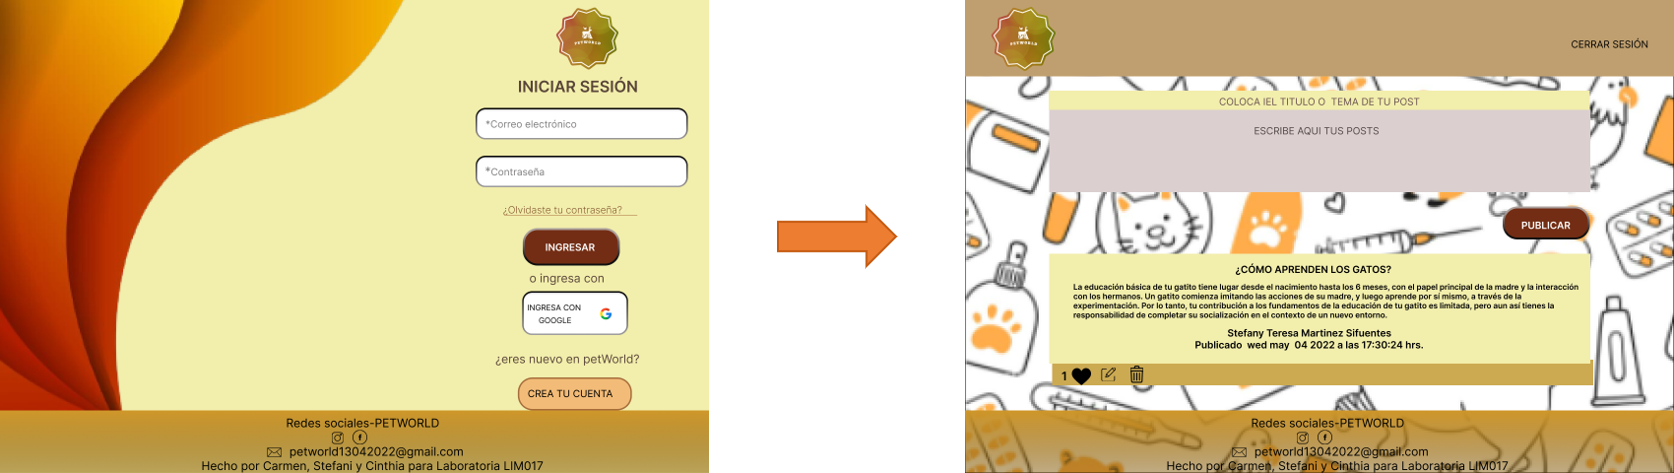 PETWORLD
INICIAR SESIÓN
*Correo electrónico
*Contraseña
¿Olvidaste tu contraseña?
INGRESAR
o ingresa con
INGRESA CON
GOOGLE
¿eres nuevo en petWorld?
CREA TU CUENTA
Redes sociales-PETWORLD
petworld13042022@gmail.com
Hecho por Carmen, Stefani y Cinthia para Laboratoria LIM017
PETWORLD
CERRAR SESIÓN
COLOCA IEL TITULO O TEMA DE TU POST
ESCRIBE AQUI TUS POSTS
PUBLICAR
¿CÓMO APRENDEN LOS GATOS?
La educación básica de tu gatito tiene lugar desde el nacimiento hasta los 6 meses, con el papel principal de la madre y la interacción
con los hermanos. Un gatito comienza imitando las acciones de su madre, y luego aprende por sí mismo, a través de la
experimentación. Por lo tanto, tu contribución a los fundamentos de la educación de tu gatito es limitada, pero aun así tienes la
responsabilidad de completar su socialización en el contexto de un nuevo entorno.
Stefany Teresa Martinez Sifuentes
Publicado wed may 04 2022 a las 17:30:24 hrs.
1
Redes sociales-PETWORLD
petworld13042022@gmail.com
Hecho por Carmen, Stefani y Cinthia para Laboratoria LIM017